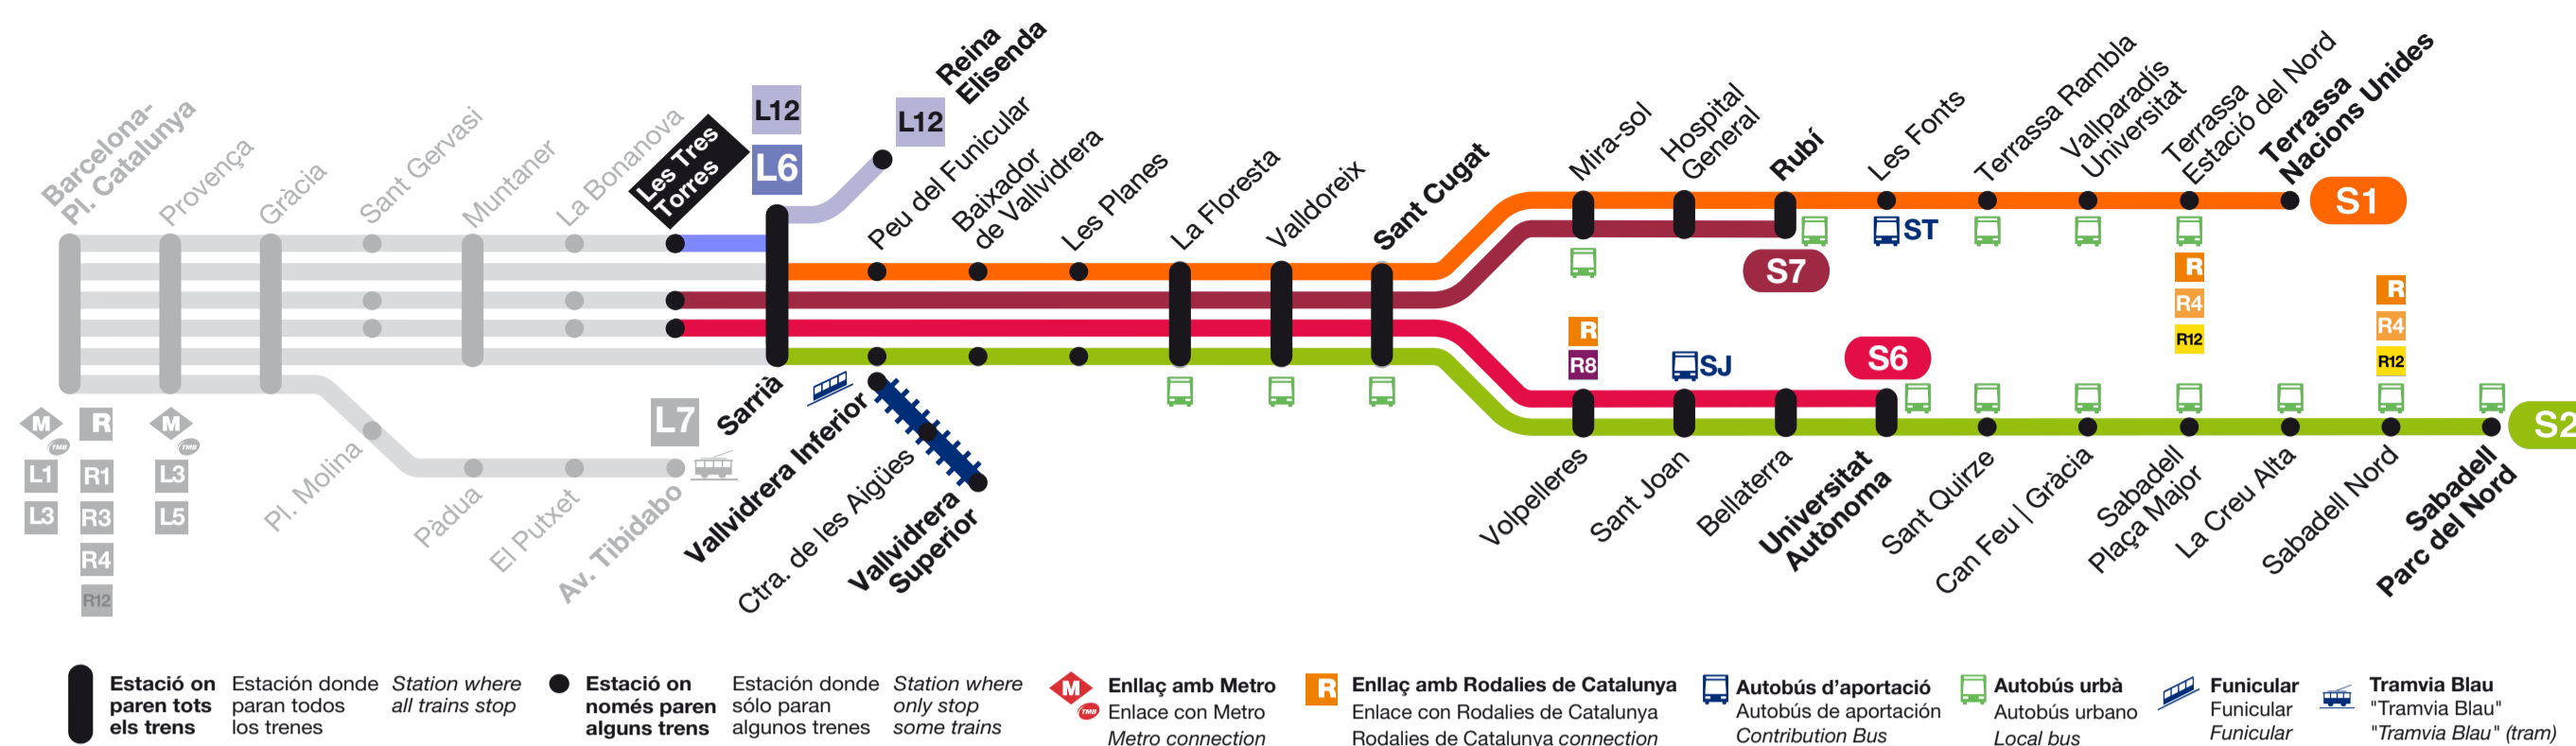 Barcelona-
Pl. Catalunya
Provença
Gràcia
Sant Gervasi
Muntaner
La Bonanova
Les Tres
Torres
L12
L6
L12
Reina
Elisenda
Peu del Funicular
Baixador
de Vallvidrera
Les Planes
La Floresta
Valldoreix
Sant Cugat
Mira-sol
Hospital
General
Rubí
Les Fonts
Terrassa Rambla
Vallparadís
Universitat
Terrassa
Estació del Nord
Terrassa
Nacions Unides
S1
ST
S7
R
R4
R12
R
R4
R12
R
R8
SJ
S6
S2
M
TMB
L1
L3
R
R1
R3
R4
R12
M
TMB
L3
L5
Pl. Molina
Pàdua
El Putxet
Av. Tibidabo
L7
Sarrià
Vallvidrera Inferior
Ctra. de les Aigües
Vallvidrera
Superior
Volpelleres
Sant Joan
Bellaterra
Universitat
Autònoma
Sant Quirze
Can Feu | Gràcia
Sabadell
Plaça Major
La Creu Alta
Sabadell Nord
Sabadell
Parc del Nord
Estació on
paren tots
els trens
Estación donde
paran todos
los trenes
Station where
all trains stop
Estació on
només paren
alguns trens
Estación donde
sólo paran
algunos trenes
Station where
only stop
some trains
M
TMB
Enllaç amb Metro
Enlace con Metro
Metro connection
R
Enllaç amb Rodalies de Catalunya
Enlace con Rodalies de Catalunya
Rodalies de Catalunya connection
Autobús d'aportació
Autobús de aportación
Contribution Bus
Autobús urbà
Autobús urbano
Local bus
Funicular
Funicular
Funicular
Tramvia Blau
"Tramvia Blau"
"Tramvia Blau" (tram)